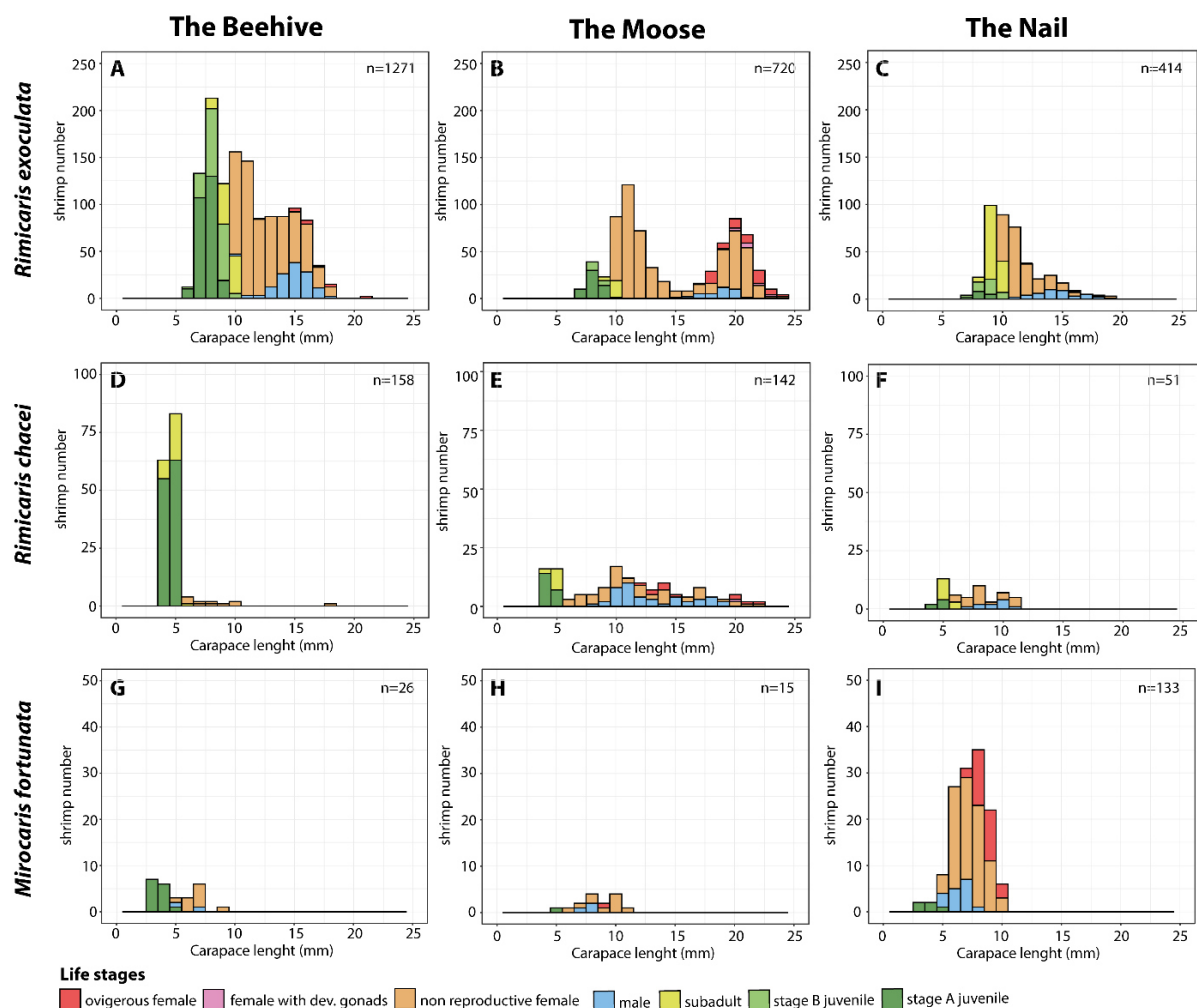 The Beehive The Moose The Nail
Rimicaris exoculata
A n=1271
shrimp number
250
200
150
100
50
0
0 5 10 15 20 25
Carapace lenght (mm)
B n=720
shrimp number
250
200
150
100
50
0
0 5 10 15 20 25
Carapace lenght (mm)
C n=414
shrimp number
250
200
150
100
50
0
0 5 10 15 20 25
Carapace lenght (mm)
Rimicaris chacei
D n=158
shrimp number
100
75
50
25
0
0 5 10 15 20 25
Carapace lenght (mm)
E n=142
shrimp number
100
75
50
25
0
0 5 10 15 20 25
Carapace lenght (mm)
F n=51
shrimp number
100
75
50
25
0
0 5 10 15 20 25
Carapace lenght (mm)
Mirocaris fortunata
G n=26
shrimp number
50
40
30
20
10
0
0 5 10 15 20 25
Carapace lenght (mm)
H n=15
shrimp number
50
40
30
20
10
0
0 5 10 15 20 25
Carapace lenght (mm)
I n=133
shrimp number
50
40
30
20
10
0
0 5 10 15 20 25
Carapace lenght (mm)
Life stages
ovigerous female female with dev. gonads non reproductive female male subadult stage B juvenile stage A juvenile